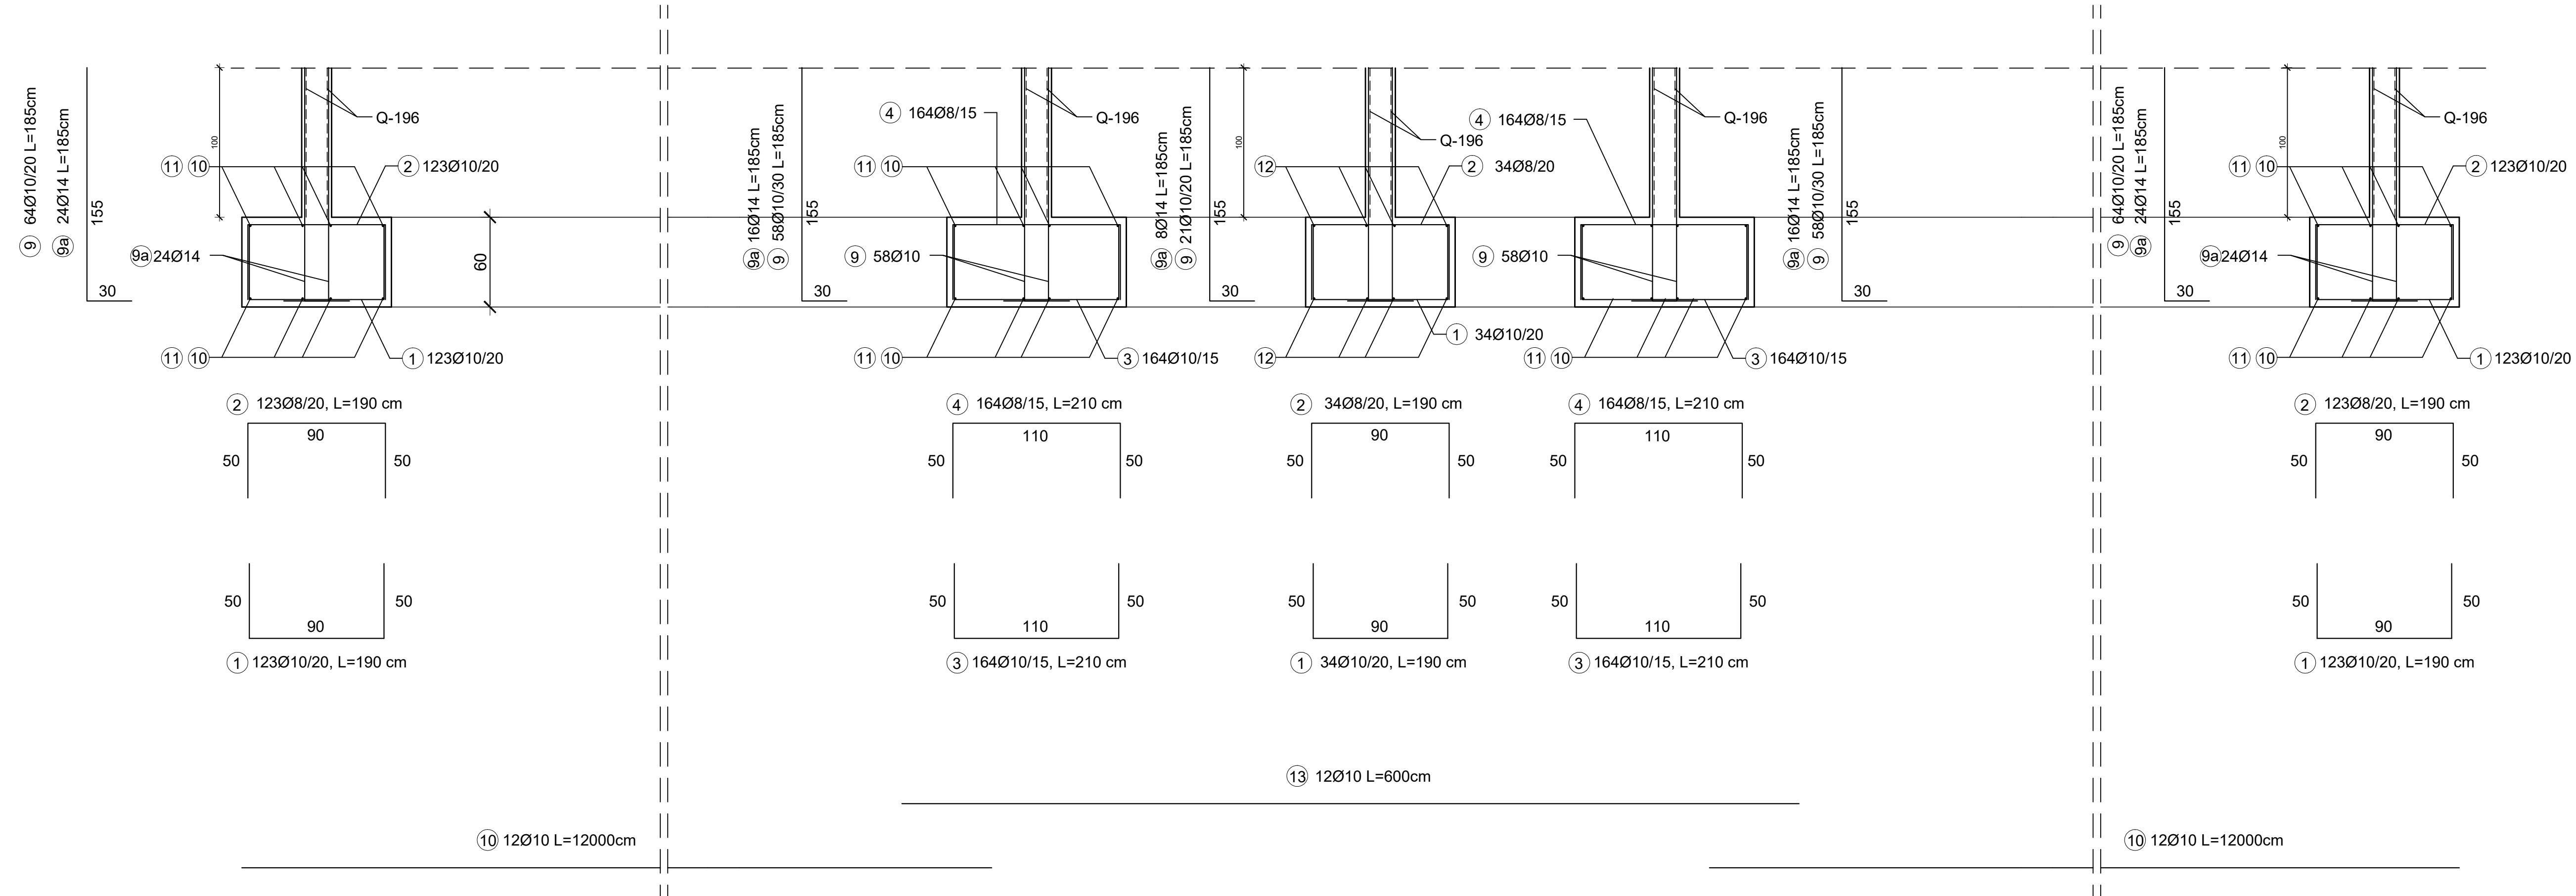 9 64Ø10/20 L=185cm
9a 24Ø14 L=185cm
155
30
100
Q-196
11 10
2 123Ø10/20
9a 24Ø14
60
11 10
1 123Ø10/20
2 123Ø8/20, L=190 cm
90
50
50
50
50
90
1 123Ø10/20, L=190 cm
9a 16Ø14 L=185cm
9 58Ø10/30 L=185cm
155
30
4 164Ø8/15
Q-196
11 10
9 58Ø10
11 10
3 164Ø10/15
4 164Ø8/15, L=210 cm
110
50
50
50
50
110
3 164Ø10/15, L=210 cm
9a 8Ø14 L=185cm
9 21Ø10/20 L=185cm
155
30
100
Q-196
12
2 34Ø8/20
1 34Ø10/20
12
2 34Ø8/20, L=190 cm
90
50
50
50
50
90
1 34Ø10/20, L=190 cm
4 164Ø8/15
Q-196
9 58Ø10
11 10
3 164Ø10/15
4 164Ø8/15, L=210 cm
110
50
50
50
50
110
3 164Ø10/15, L=210 cm
9a 16Ø14 L=185cm
9 58Ø10/30 L=185cm
155
30
9 64Ø10/20 L=185cm
9a 24Ø14 L=185cm
155
30
100
Q-196
11 10
2 123Ø10/20
9a 24Ø14
11 10
1 123Ø10/20
2 123Ø8/20, L=190 cm
90
50
50
50
50
90
1 123Ø10/20, L=190 cm
13 12Ø10 L=600cm
10 12Ø10 L=12000cm
10 12Ø10 L=12000cm